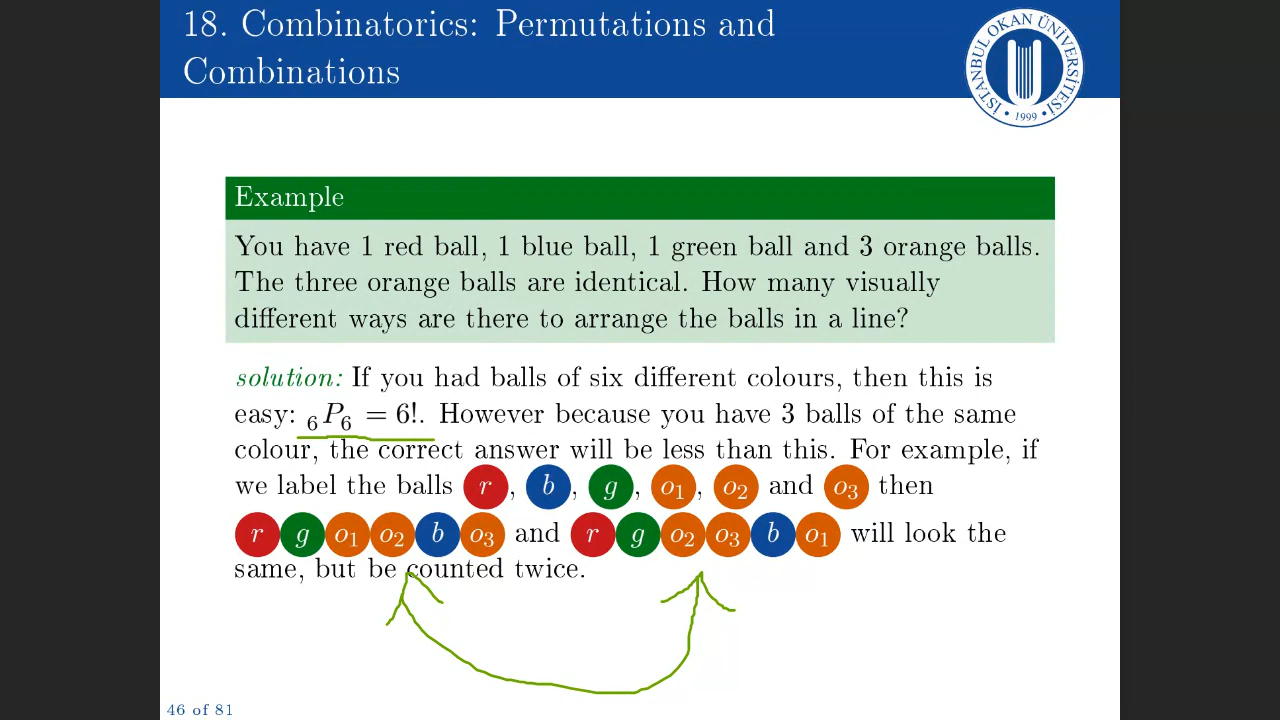 18. Combinatorics: Permutations and
Combinations
İSTANBUL OKAN ÜNİVERSİTESİ
• 1999 •
Example
You have 1 red ball, 1 blue ball, 1 green ball and 3 orange balls.
The three orange balls are identical. How many visually
different ways are there to arrange the balls in a line?
solution: If you had balls of six different colours, then this is
easy: ₆P₆ = 6!. However because you have 3 balls of the same
colour, the correct answer will be less than this. For example, if
we label the balls r, b, g, o₁, o₂ and o₃ then
r g o₁ o₂ b o₃ and r g o₂ o₃ b o₁ will look the
same, but be counted twice.
46 of 81